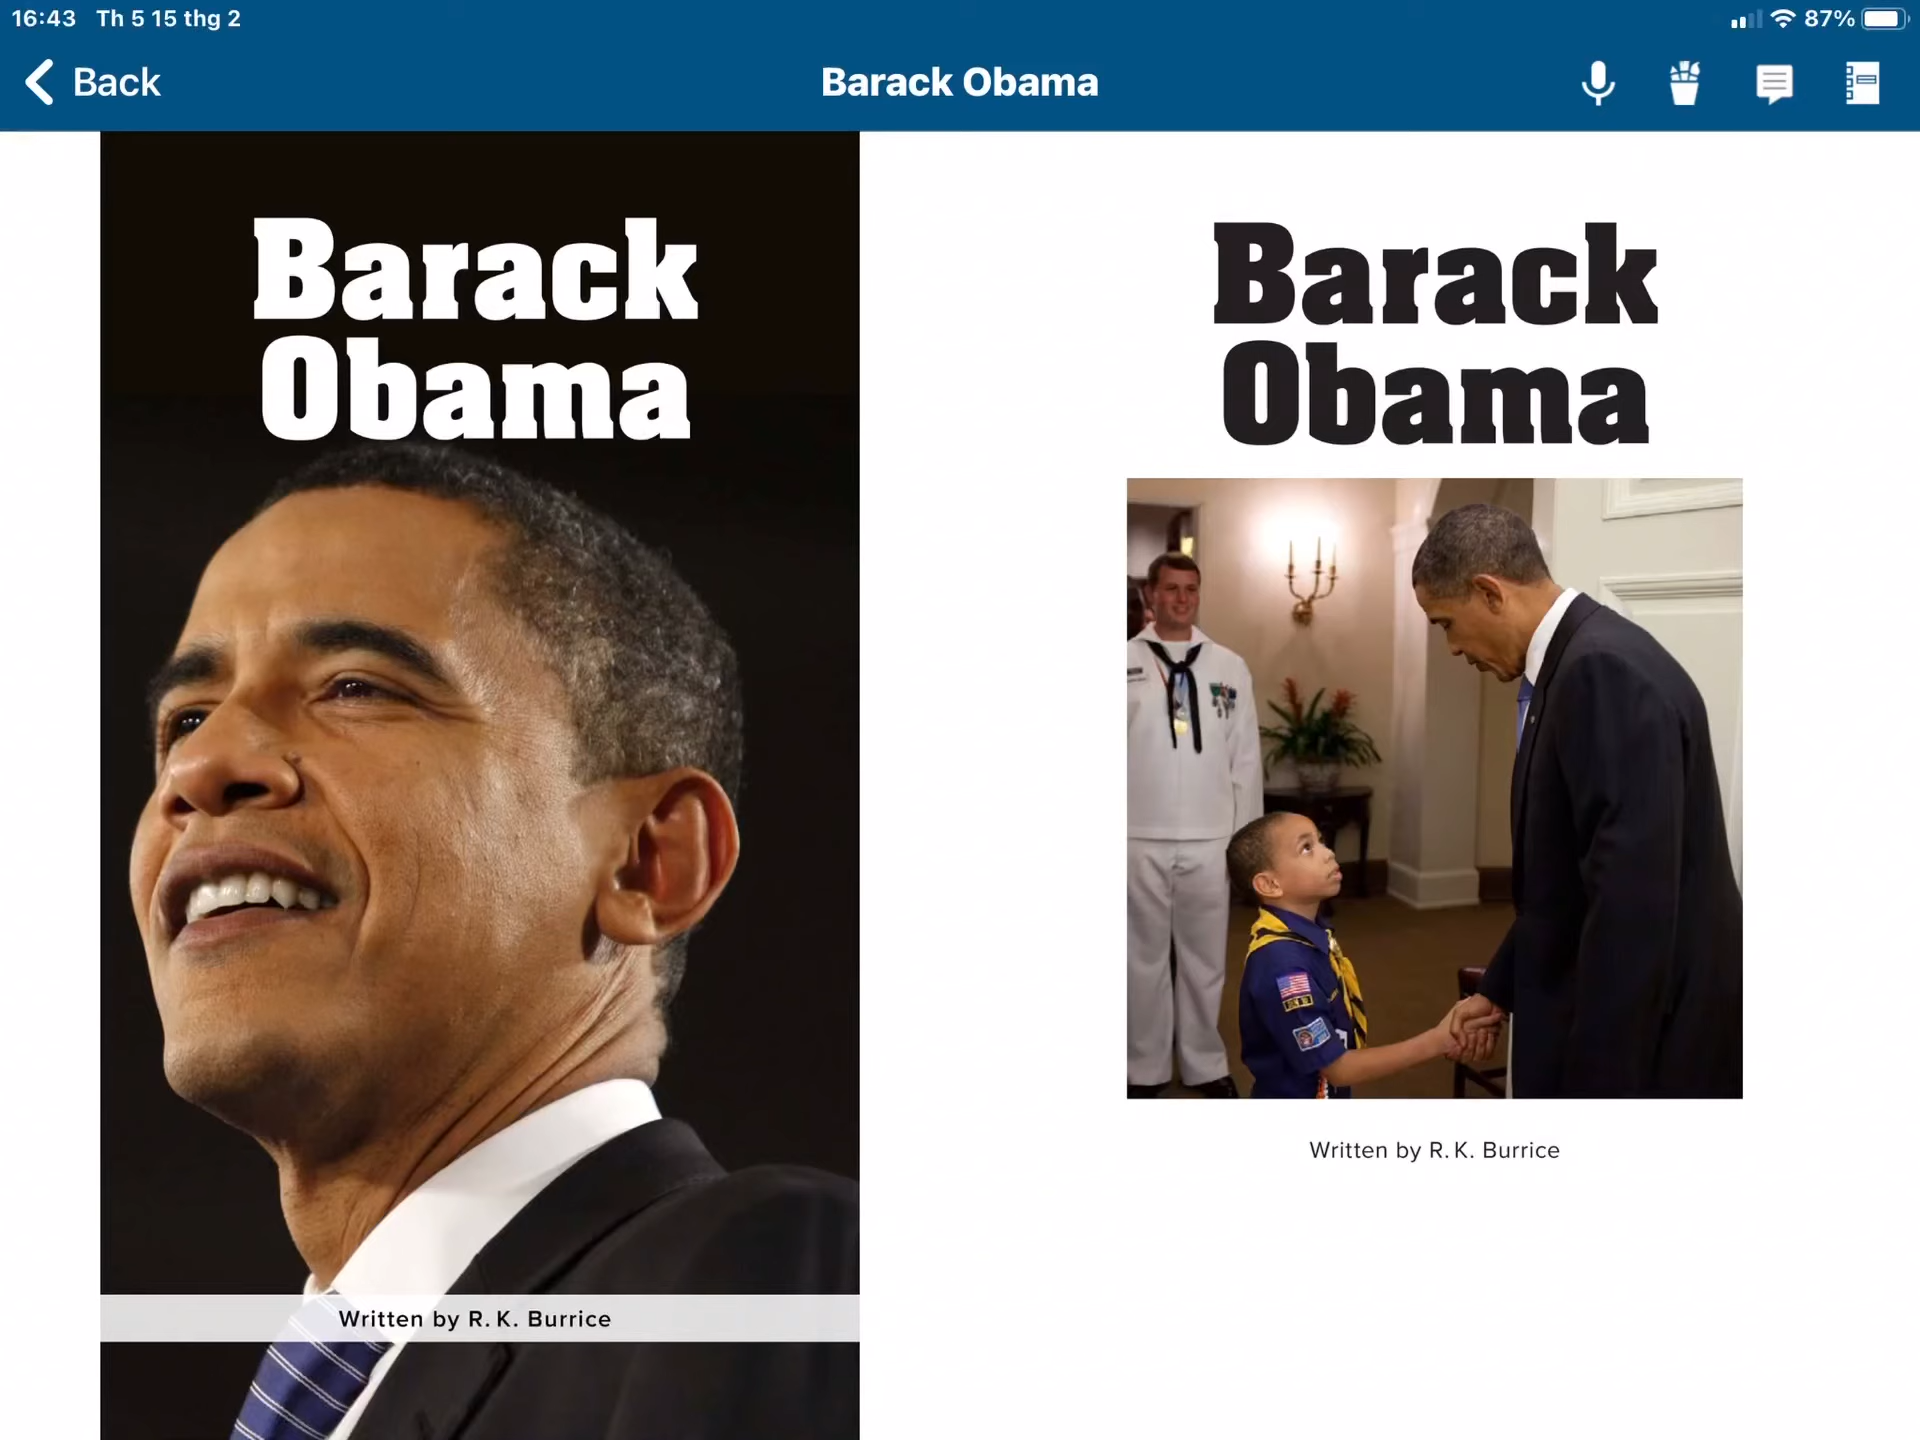 16:43 Th 5 15 thg 2
87%
Back
Barack Obama
Barack
Obama
Written by R. K. Burrice
Barack
Obama
Written by R. K. Burrice